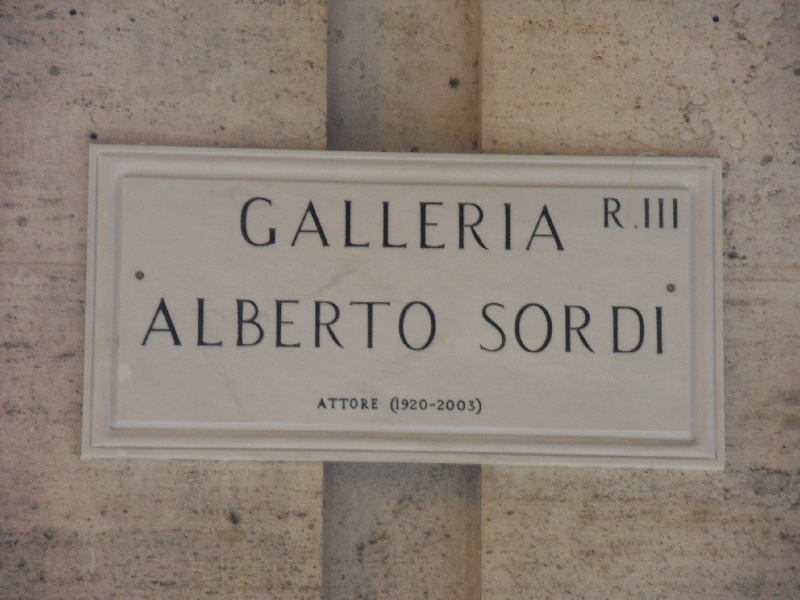 GALLERIA R.III
ALBERTO SORDI
ATTORE (1920-2003)